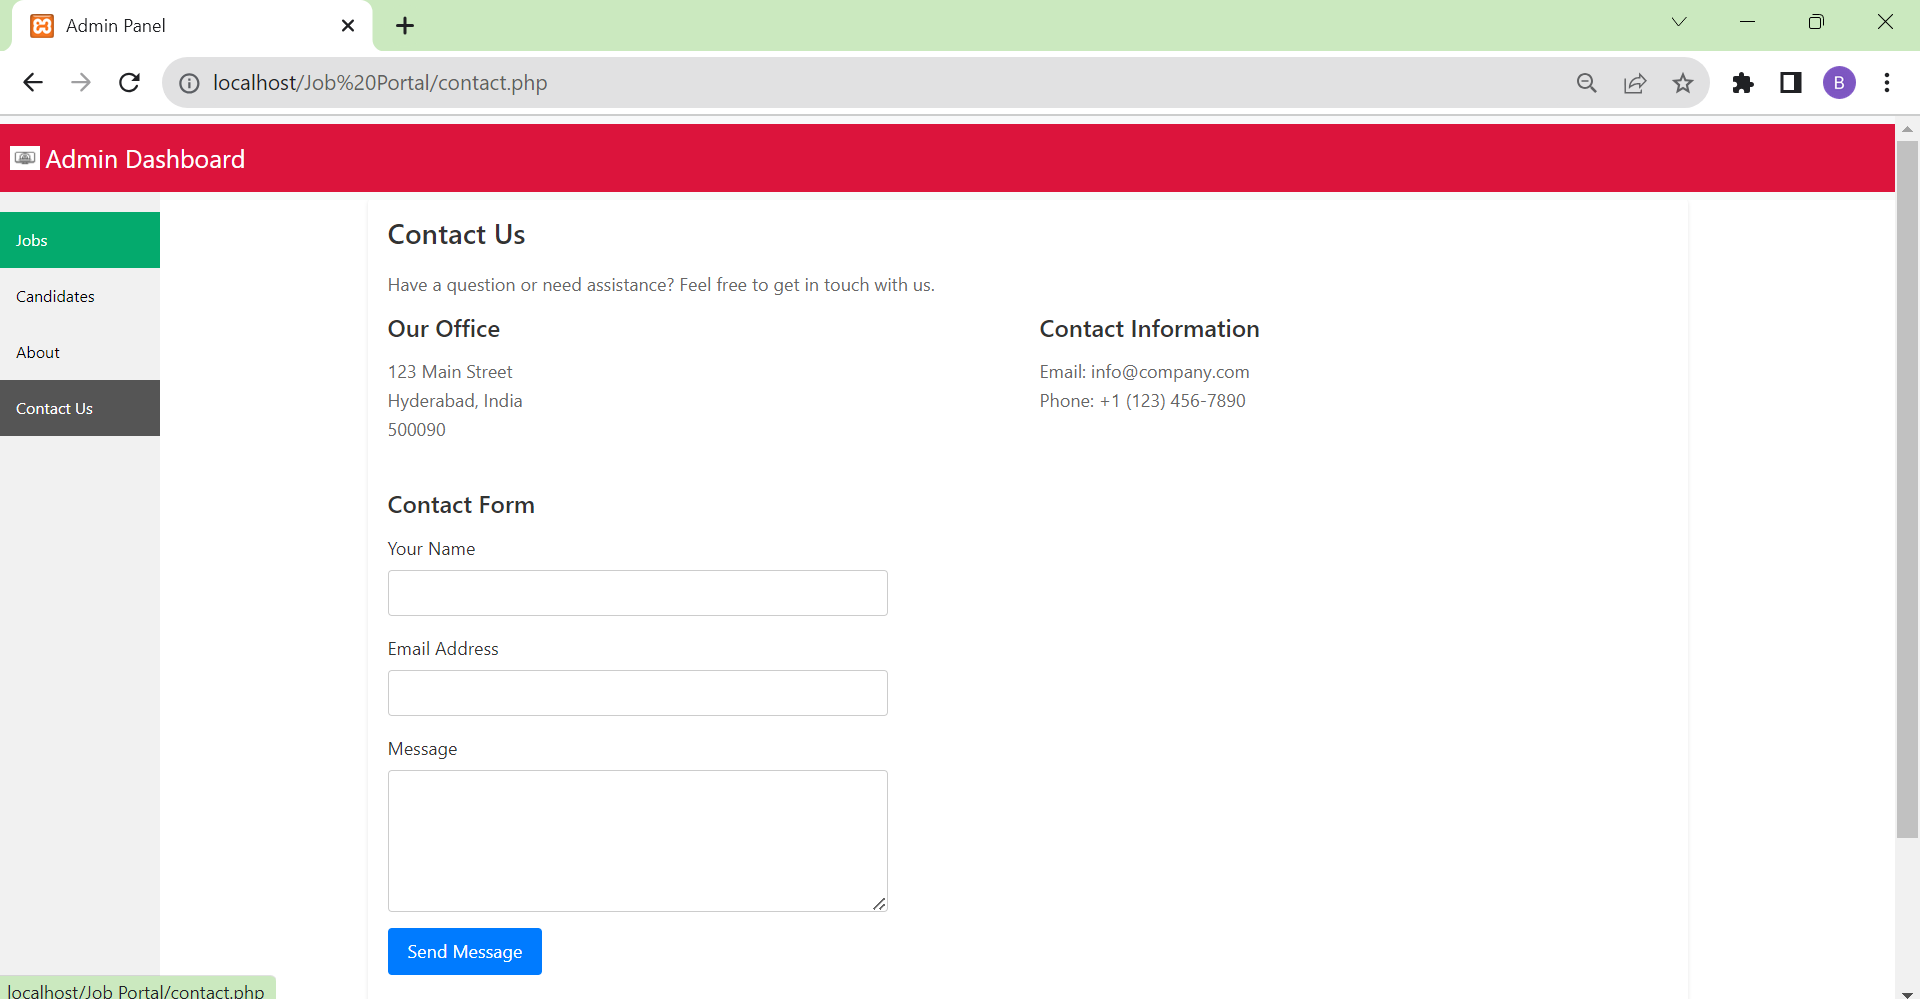 Admin Panel
localhost/Job%20Portal/contact.php
B
Admin Dashboard
Jobs
Candidates
About
Contact Us
Contact Us
Have a question or need assistance? Feel free to get in touch with us.
Our Office
123 Main Street
Hyderabad, India
500090
Contact Information
Email: info@company.com
Phone: +1 (123) 456-7890
Contact Form
Your Name
Email Address
Message
Send Message
localhost/Job Portal/contact.php